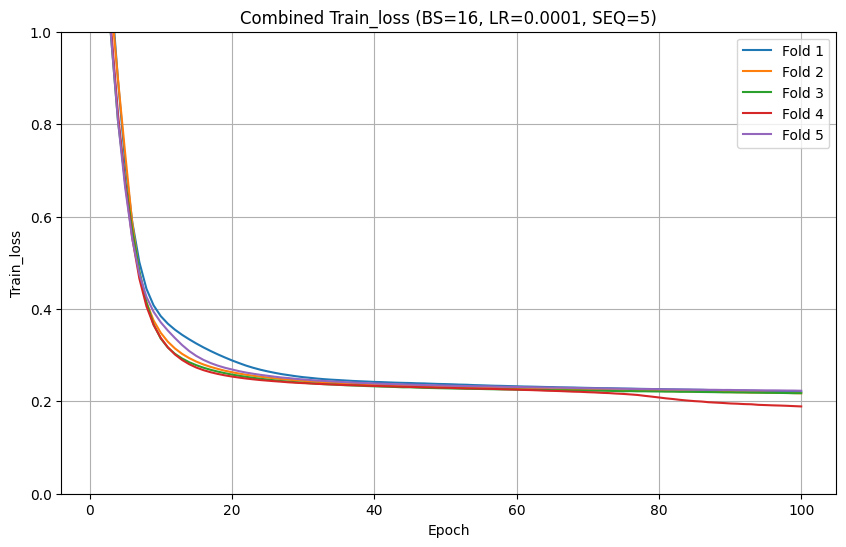 Combined Train_loss (BS=16, LR=0.0001, SEQ=5)
Train_loss
1.0
0.8
0.6
0.4
0.2
0.0
0
20
40
60
80
100
Epoch
Fold 1
Fold 2
Fold 3
Fold 4
Fold 5